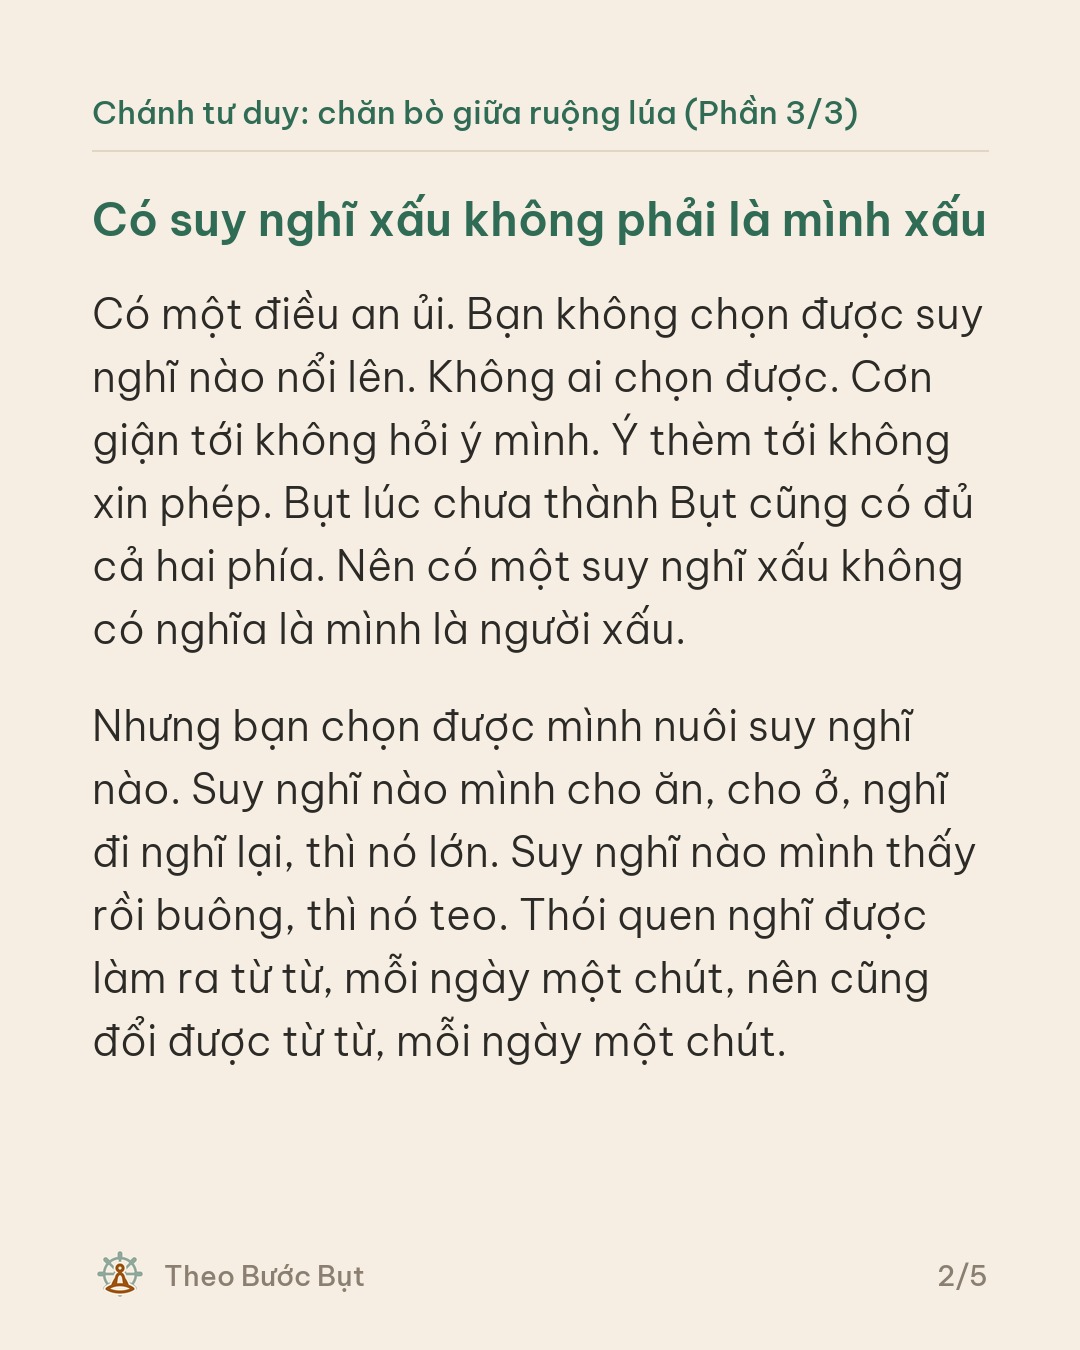 Chánh tư duy: chăn bò giữa ruộng lúa (Phần 3/3)
Có suy nghĩ xấu không phải là mình xấu
Có một điều an ủi. Bạn không chọn được suy
nghĩ nào nổi lên. Không ai chọn được. Cơn
giận tới không hỏi ý mình. Ý thèm tới không
xin phép. Bụt lúc chưa thành Bụt cũng có đủ
cả hai phía. Nên có một suy nghĩ xấu không
có nghĩa là mình là người xấu.
Nhưng bạn chọn được mình nuôi suy nghĩ
nào. Suy nghĩ nào mình cho ăn, cho ở, nghĩ
đi nghĩ lại, thì nó lớn. Suy nghĩ nào mình thấy
rồi buông, thì nó teo. Thói quen nghĩ được
làm ra từ từ, mỗi ngày một chút, nên cũng
đổi được từ từ, mỗi ngày một chút.
Theo Bước Bụt
2/5